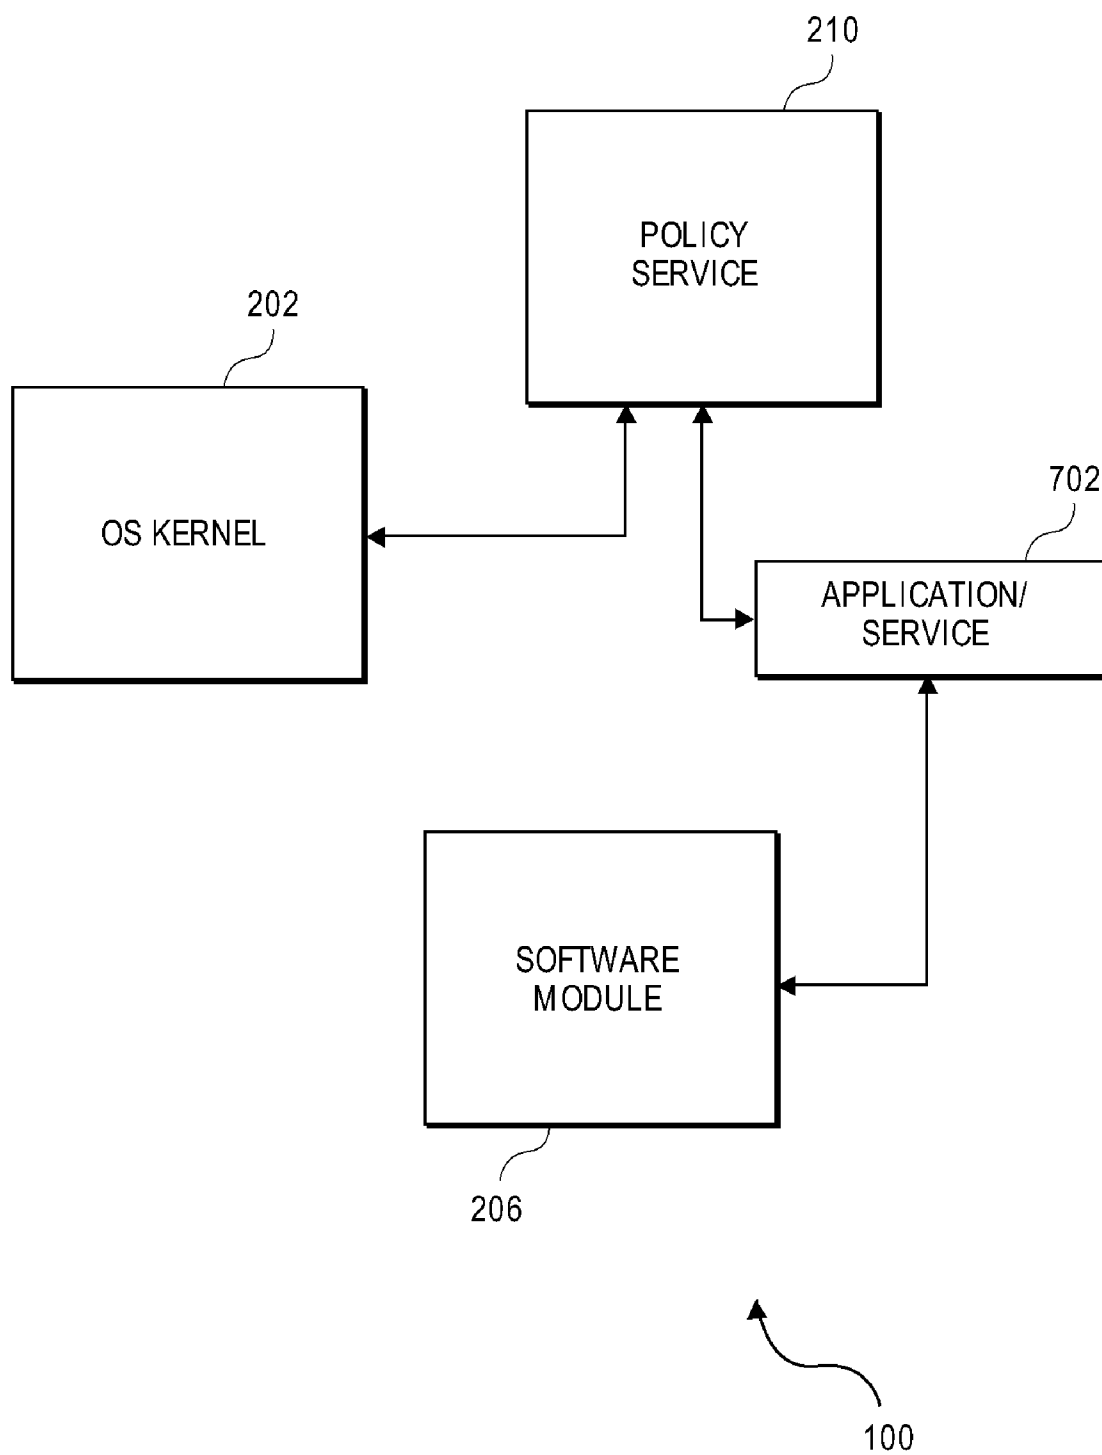 210
POLICY
SERVICE
202
OS KERNEL
702
APPLICATION/
SERVICE
SOFTWARE
MODULE
206
100